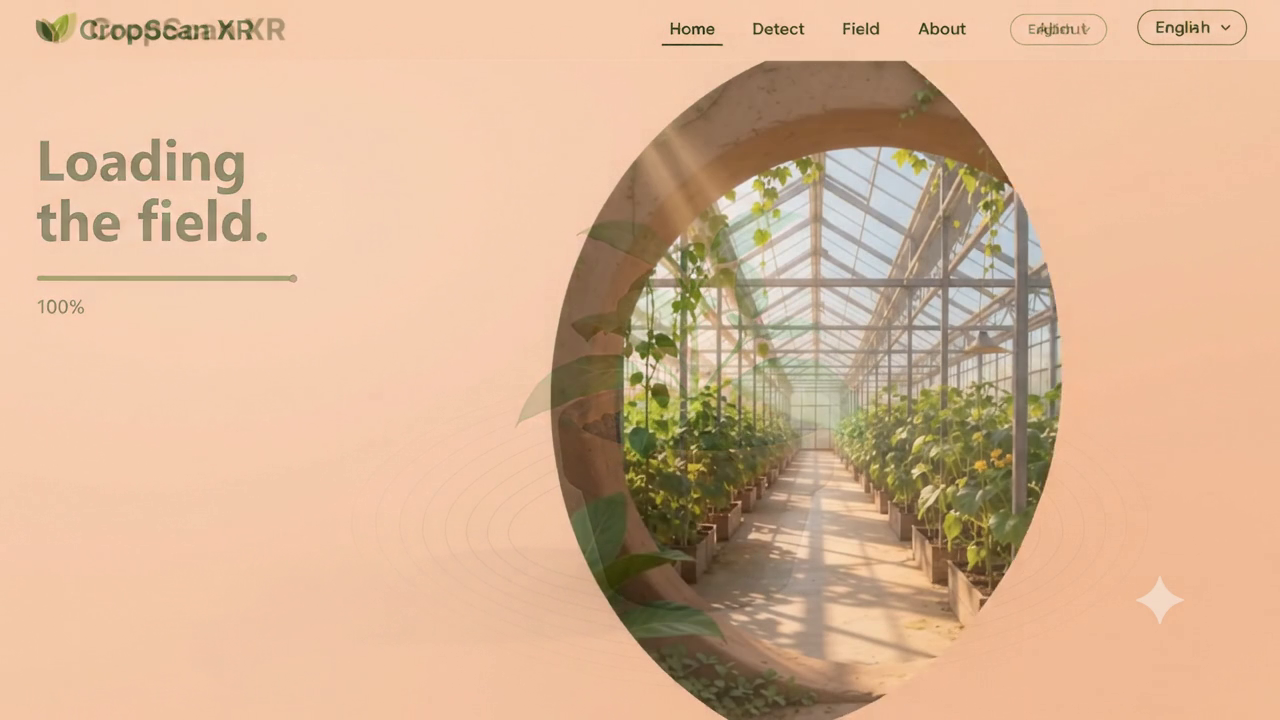 CropScan XR
Home
Detect
Field
About
English
Loading
the field.
100%